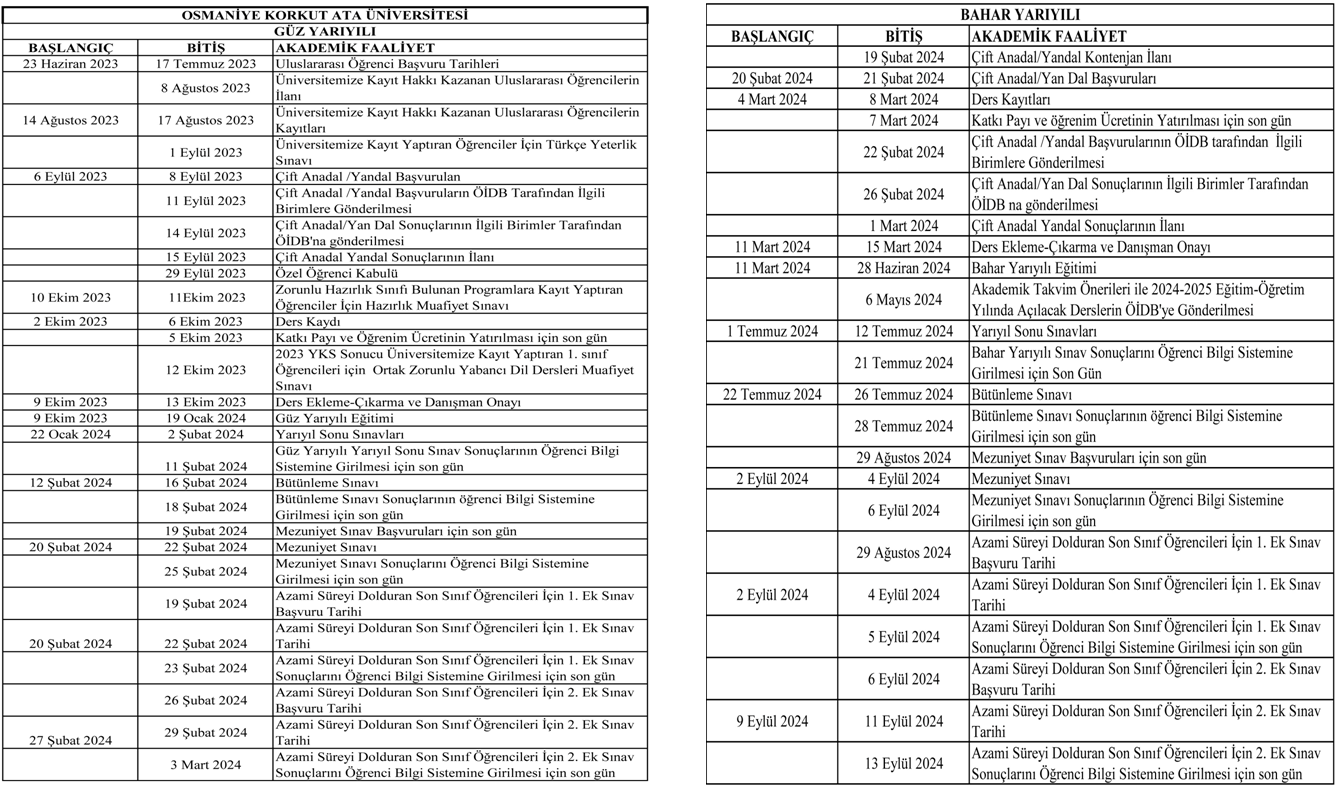 OSMANİYE KORKUT ATA ÜNİVERSİTESİ
GÜZ YARIYILI
BAŞLANGIÇ BİTİŞ AKADEMİK FAALİYET
23 Haziran 2023 17 Temmuz 2023 Uluslararası Öğrenci Başvuru Tarihleri
8 Ağustos 2023 Üniversitemize Kayıt Hakkı Kazanan Uluslararası Öğrencilerin
İlanı
14 Ağustos 2023 17 Ağustos 2023 Üniversitemize Kayıt Hakkı Kazanan Uluslararası Öğrencilerin
Kayıtları
1 Eylül 2023 Üniversitemize Kayıt Yaptıran Öğrenciler İçin Türkçe Yeterlik
Sınavı
6 Eylül 2023 8 Eylül 2023 Çift Anadal /Yandal Başvurulan
11 Eylül 2023 Çift Anadal /Yandal Başvuruların ÖİDB Tarafından İlgili
Birimlere Gönderilmesi
14 Eylül 2023 Çift Anadal/Yan Dal Sonuçlarının İlgili Birimler Tarafından
ÖİDB'na gönderilmesi
15 Eylül 2023 Çift Anadal Yandal Sonuçlarının İlanı
29 Eylül 2023 Özel Öğrenci Kabulü
10 Ekim 2023 11Ekim 2023 Zorunlu Hazırlık Sınıfı Bulunan Programlara Kayıt Yaptıran
Öğrenciler İçin Hazırlık Muafiyet Sınavı
2 Ekim 2023 6 Ekim 2023 Ders Kaydı
5 Ekim 2023 Katkı Payı ve Öğrenim Ücretinin Yatırılması için son gün
12 Ekim 2023 2023 YKS Sonucu Üniversitemize Kayıt Yaptıran 1. sınıf
Öğrencileri için Ortak Zorunlu Yabancı Dil Dersleri Muafiyet
Sınavı
9 Ekim 2023 13 Ekim 2023 Ders Ekleme-Çıkarma ve Danışman Onayı
9 Ekim 2023 19 Ocak 2024 Güz Yarıyılı Eğitimi
22 Ocak 2024 2 Şubat 2024 Yarıyıl Sonu Sınavları
11 Şubat 2024 Güz Yarıyılı Yarıyıl Sonu Sınav Sonuçlarının Öğrenci Bilgi
Sistemine Girilmesi için son gün
12 Şubat 2024 16 Şubat 2024 Bütünleme Sınavı
18 Şubat 2024 Bütünleme Sınavı Sonuçlarının öğrenci Bilgi Sistemine
Girilmesi için son gün
19 Şubat 2024 Mezuniyet Sınav Başvuruları için son gün
20 Şubat 2024 22 Şubat 2024 Mezuniyet Sınavı
25 Şubat 2024 Mezuniyet Sınavı Sonuçlarını Öğrenci Bilgi Sistemine
Girilmesi için son gün
19 Şubat 2024 Azami Süreyi Dolduran Son Sınıf Öğrencileri İçin 1. Ek Sınav
Başvuru Tarihi
20 Şubat 2024 22 Şubat 2024 Azami Süreyi Dolduran Son Sınıf Öğrencileri İçin 1. Ek Sınav
Tarihi
23 Şubat 2024 Azami Süreyi Dolduran Son Sınıf Öğrencileri İçin 1. Ek Sınav
Sonuçlarını Öğrenci Bilgi Sistemine Girilmesi için son gün
26 Şubat 2024 Azami Süreyi Dolduran Son Sınıf Öğrencileri İçin 2. Ek Sınav
Başvuru Tarihi
27 Şubat 2024 29 Şubat 2024 Azami Süreyi Dolduran Son Sınıf Öğrencileri İçin 2. Ek Sınav
Tarihi
3 Mart 2024 Azami Süreyi Dolduran Son Sınıf Öğrencileri İçin 2. Ek Sınav
Sonuçlarını Öğrenci Bilgi Sistemine Girilmesi için son gün
BAHAR YARIYILI
BAŞLANGIÇ BİTİŞ AKADEMİK FAALİYET
19 Şubat 2024 Çift Anadal/Yandal Kontenjan İlanı
20 Şubat 2024 21 Şubat 2024 Çift Anadal/Yan Dal Başvuruları
4 Mart 2024 8 Mart 2024 Ders Kayıtları
7 Mart 2024 Katkı Payı ve öğrenim Ücretinin Yatırılması için son gün
22 Şubat 2024 Çift Anadal /Yandal Başvurularının ÖİDB tarafından İlgili
Birimlere Gönderilmesi
26 Şubat 2024 Çift Anadal/Yan Dal Sonuçlarının İlgili Birimler Tarafından
ÖİDB na gönderilmesi
1 Mart 2024 Çift Anadal Yandal Sonuçlarının İlanı
11 Mart 2024 15 Mart 2024 Ders Ekleme-Çıkarma ve Danışman Onayı
11 Mart 2024 28 Haziran 2024 Bahar Yarıyılı Eğitimi
6 Mayıs 2024 Akademik Takvim Önerileri ile 2024-2025 Eğitim-Öğretim
Yılında Açılacak Derslerin ÖİDB'ye Gönderilmesi
1 Temmuz 2024 12 Temmuz 2024 Yarıyıl Sonu Sınavları
21 Temmuz 2024 Bahar Yarıyılı Sınav Sonuçlarını Öğrenci Bilgi Sistemine
Girilmesi için Son Gün
22 Temmuz 2024 26 Temmuz 2024 Bütünleme Sınavı
28 Temmuz 2024 Bütünleme Sınavı Sonuçlarının öğrenci Bilgi Sistemine
Girilmesi için son gün
29 Ağustos 2024 Mezuniyet Sınav Başvuruları için son gün
2 Eylül 2024 4 Eylül 2024 Mezuniyet Sınavı
6 Eylül 2024 Mezuniyet Sınavı Sonuçlarının Öğrenci Bilgi Sistemine
Girilmesi için son gün
29 Ağustos 2024 Azami Süreyi Dolduran Son Sınıf Öğrencileri İçin 1. Ek Sınav
Başvuru Tarihi
2 Eylül 2024 4 Eylül 2024 Azami Süreyi Dolduran Son Sınıf Öğrencileri İçin 1. Ek Sınav
Tarihi
5 Eylül 2024 Azami Süreyi Dolduran Son Sınıf Öğrencileri İçin 1. Ek Sınav
Sonuçlarını Öğrenci Bilgi Sistemine Girilmesi için son gün
6 Eylül 2024 Azami Süreyi Dolduran Son Sınıf Öğrencileri İçin 2. Ek Sınav
Başvuru Tarihi
9 Eylül 2024 11 Eylül 2024 Azami Süreyi Dolduran Son Sınıf Öğrencileri İçin 2. Ek Sınav
Tarihi
13 Eylül 2024 Azami Süreyi Dolduran Son Sınıf Öğrencileri İçin 2. Ek Sınav
Sonuçlarını Öğrenci Bilgi Sistemine Girilmesi için son gün